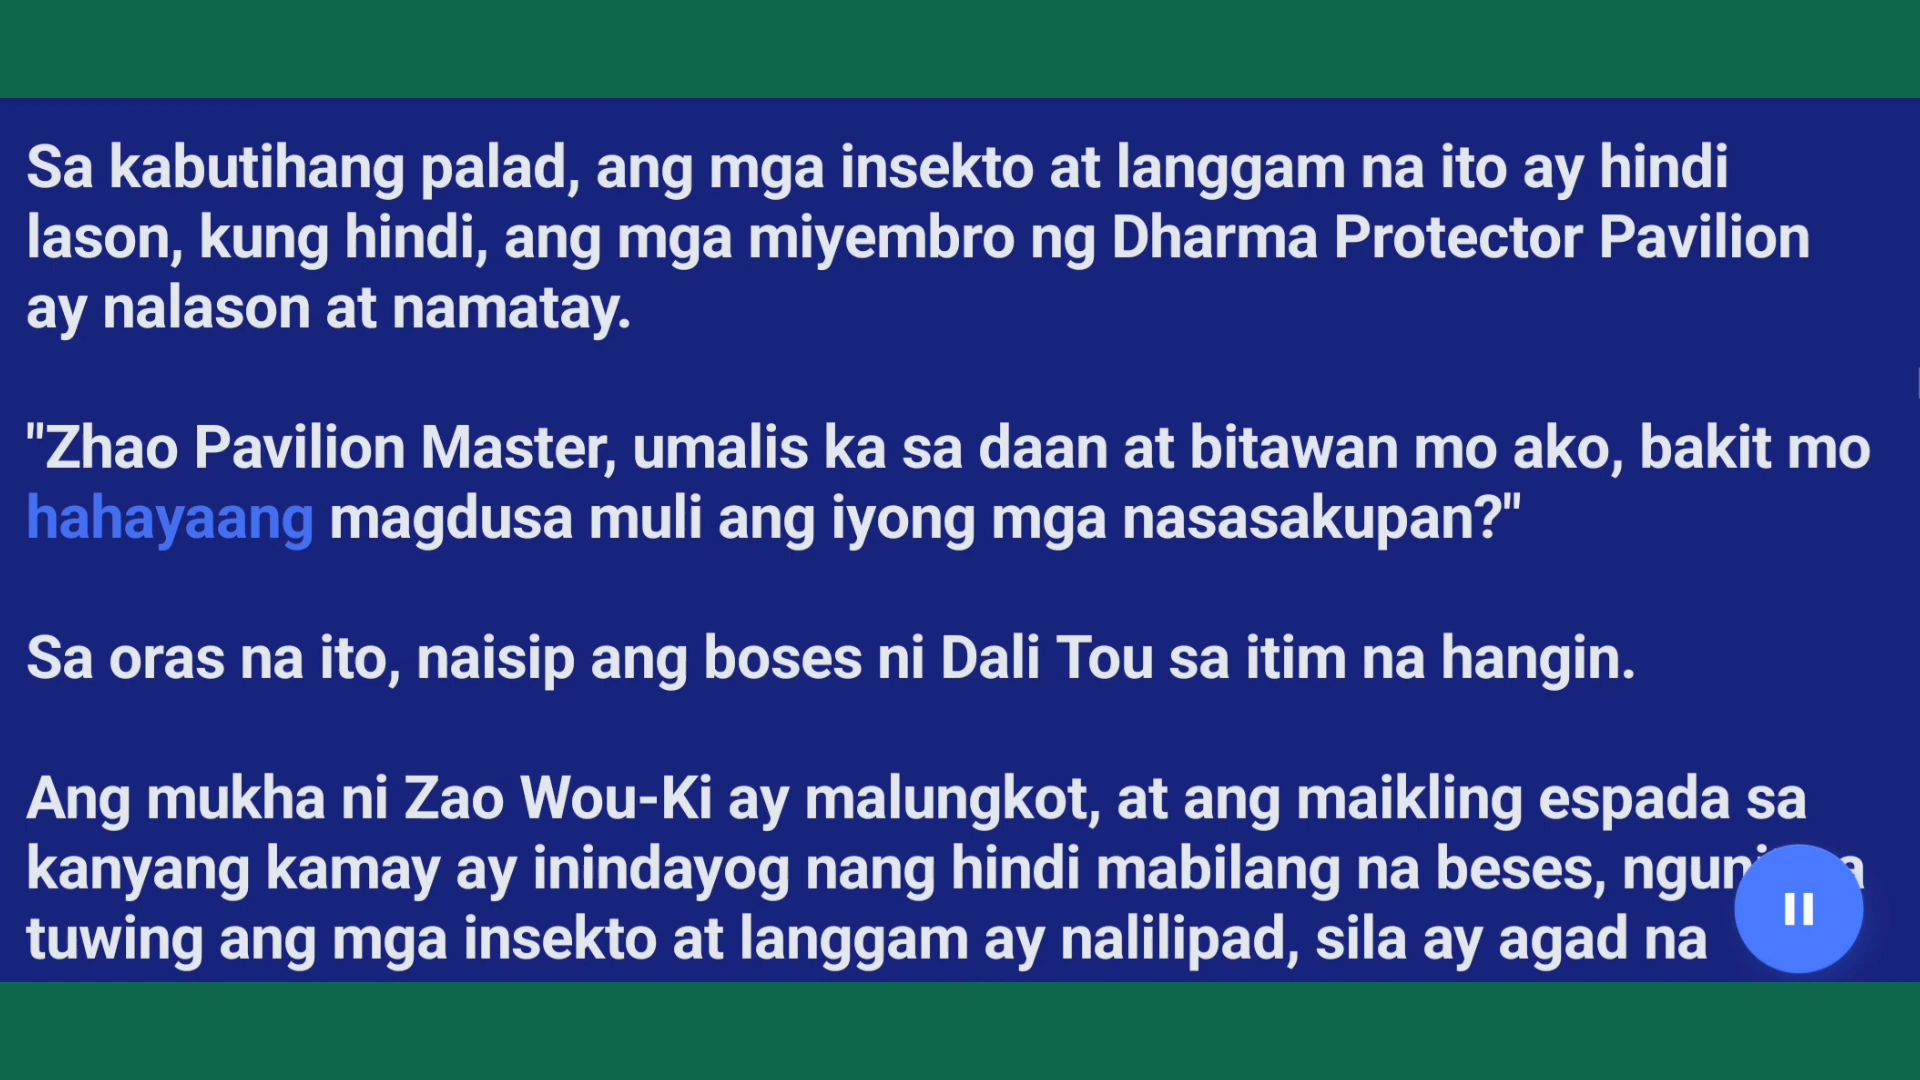 Sa kabutihang palad, ang mga insekto at langgam na ito ay hindi
lason, kung hindi, ang mga miyembro ng Dharma Protector Pavilion
ay nalason at namatay.
"Zhao Pavilion Master, umalis ka sa daan at bitawan mo ako, bakit mo
hahayaang magdusa muli ang iyong mga nasasakupan?"
Sa oras na ito, naisip ang boses ni Dali Tou sa itim na hangin.
Ang mukha ni Zao Wou-Ki ay malungkot, at ang maikling espada sa
kanyang kamay ay inindayog nang hindi mabilang na beses,
tuwing ang mga insekto at langgam ay nalilipad, sila ay agad na